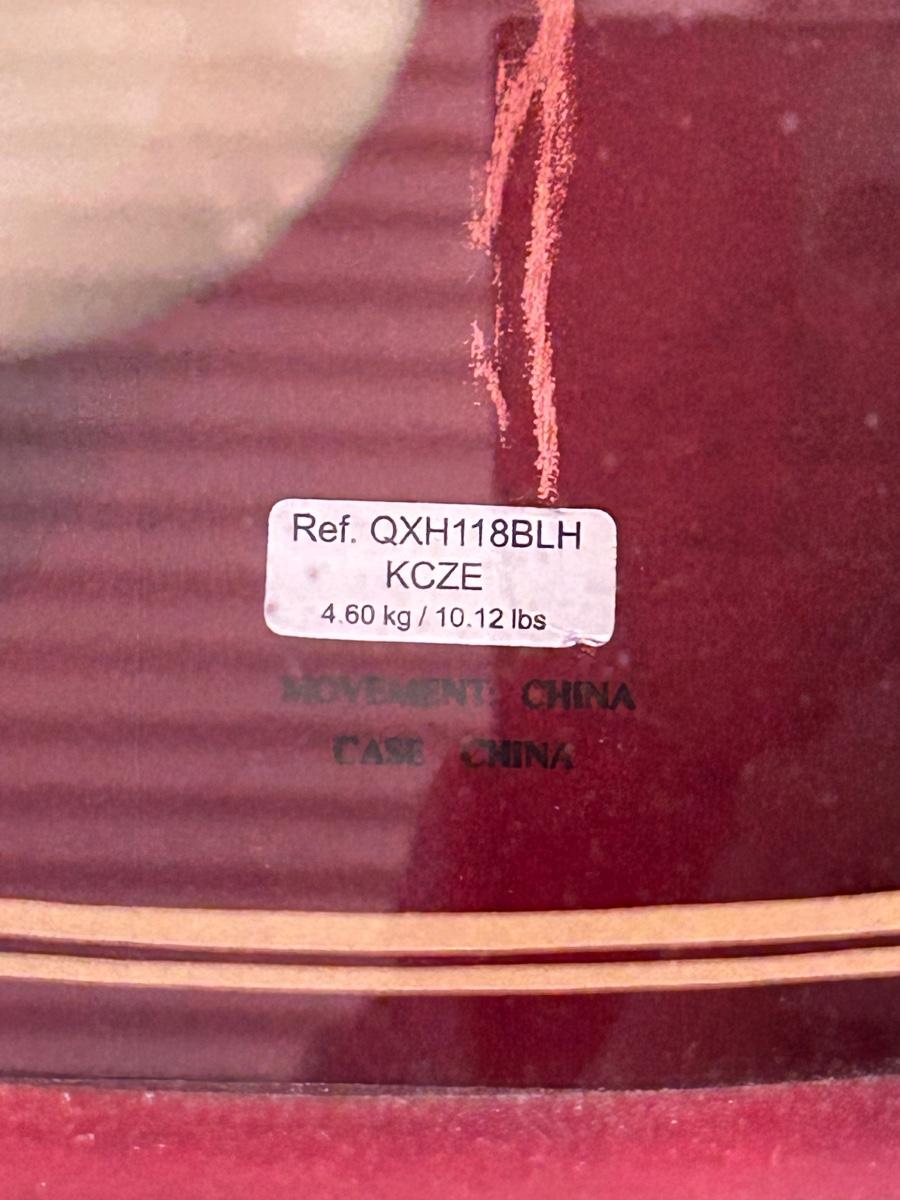 Ref. QXH118BLH
KCZE
4.60 kg / 10.12 lbs
MOVEMENT: CHINA
CASE CHINA